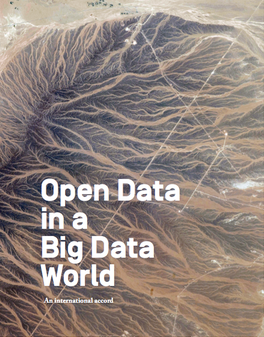 Open Data
in a
Big Data
World
An international accord